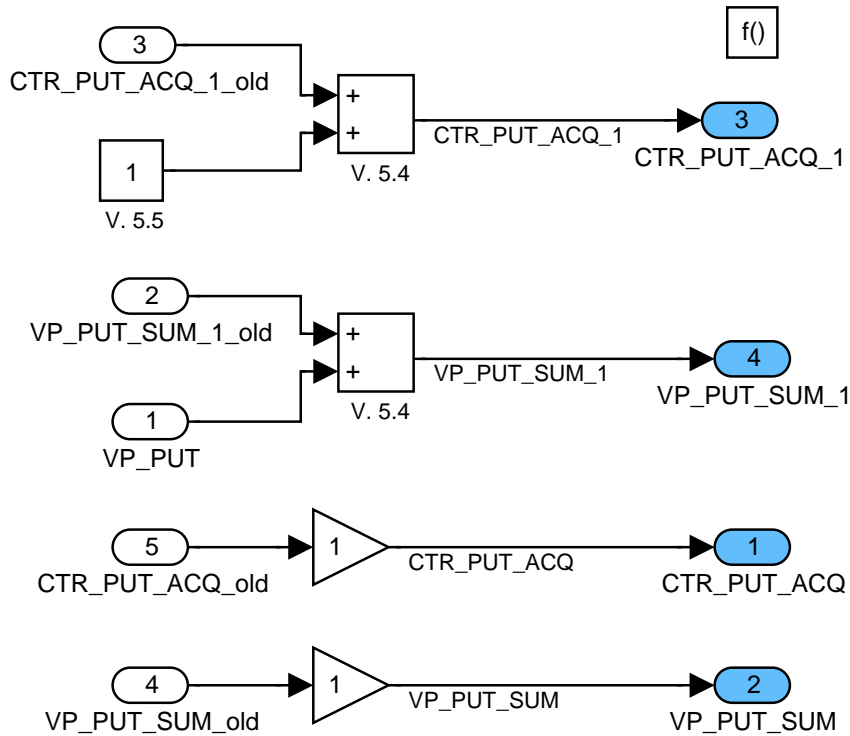 f()
3
CTR_PUT_ACQ_1_old
+
+
CTR_PUT_ACQ_1
3
CTR_PUT_ACQ_1
1
V. 5.5
V. 5.4
2
VP_PUT_SUM_1_old
+
+
VP_PUT_SUM_1
4
VP_PUT_SUM_1
1
VP_PUT
V. 5.4
5
CTR_PUT_ACQ_old
1
CTR_PUT_ACQ
1
CTR_PUT_ACQ
4
VP_PUT_SUM_old
1
VP_PUT_SUM
2
VP_PUT_SUM